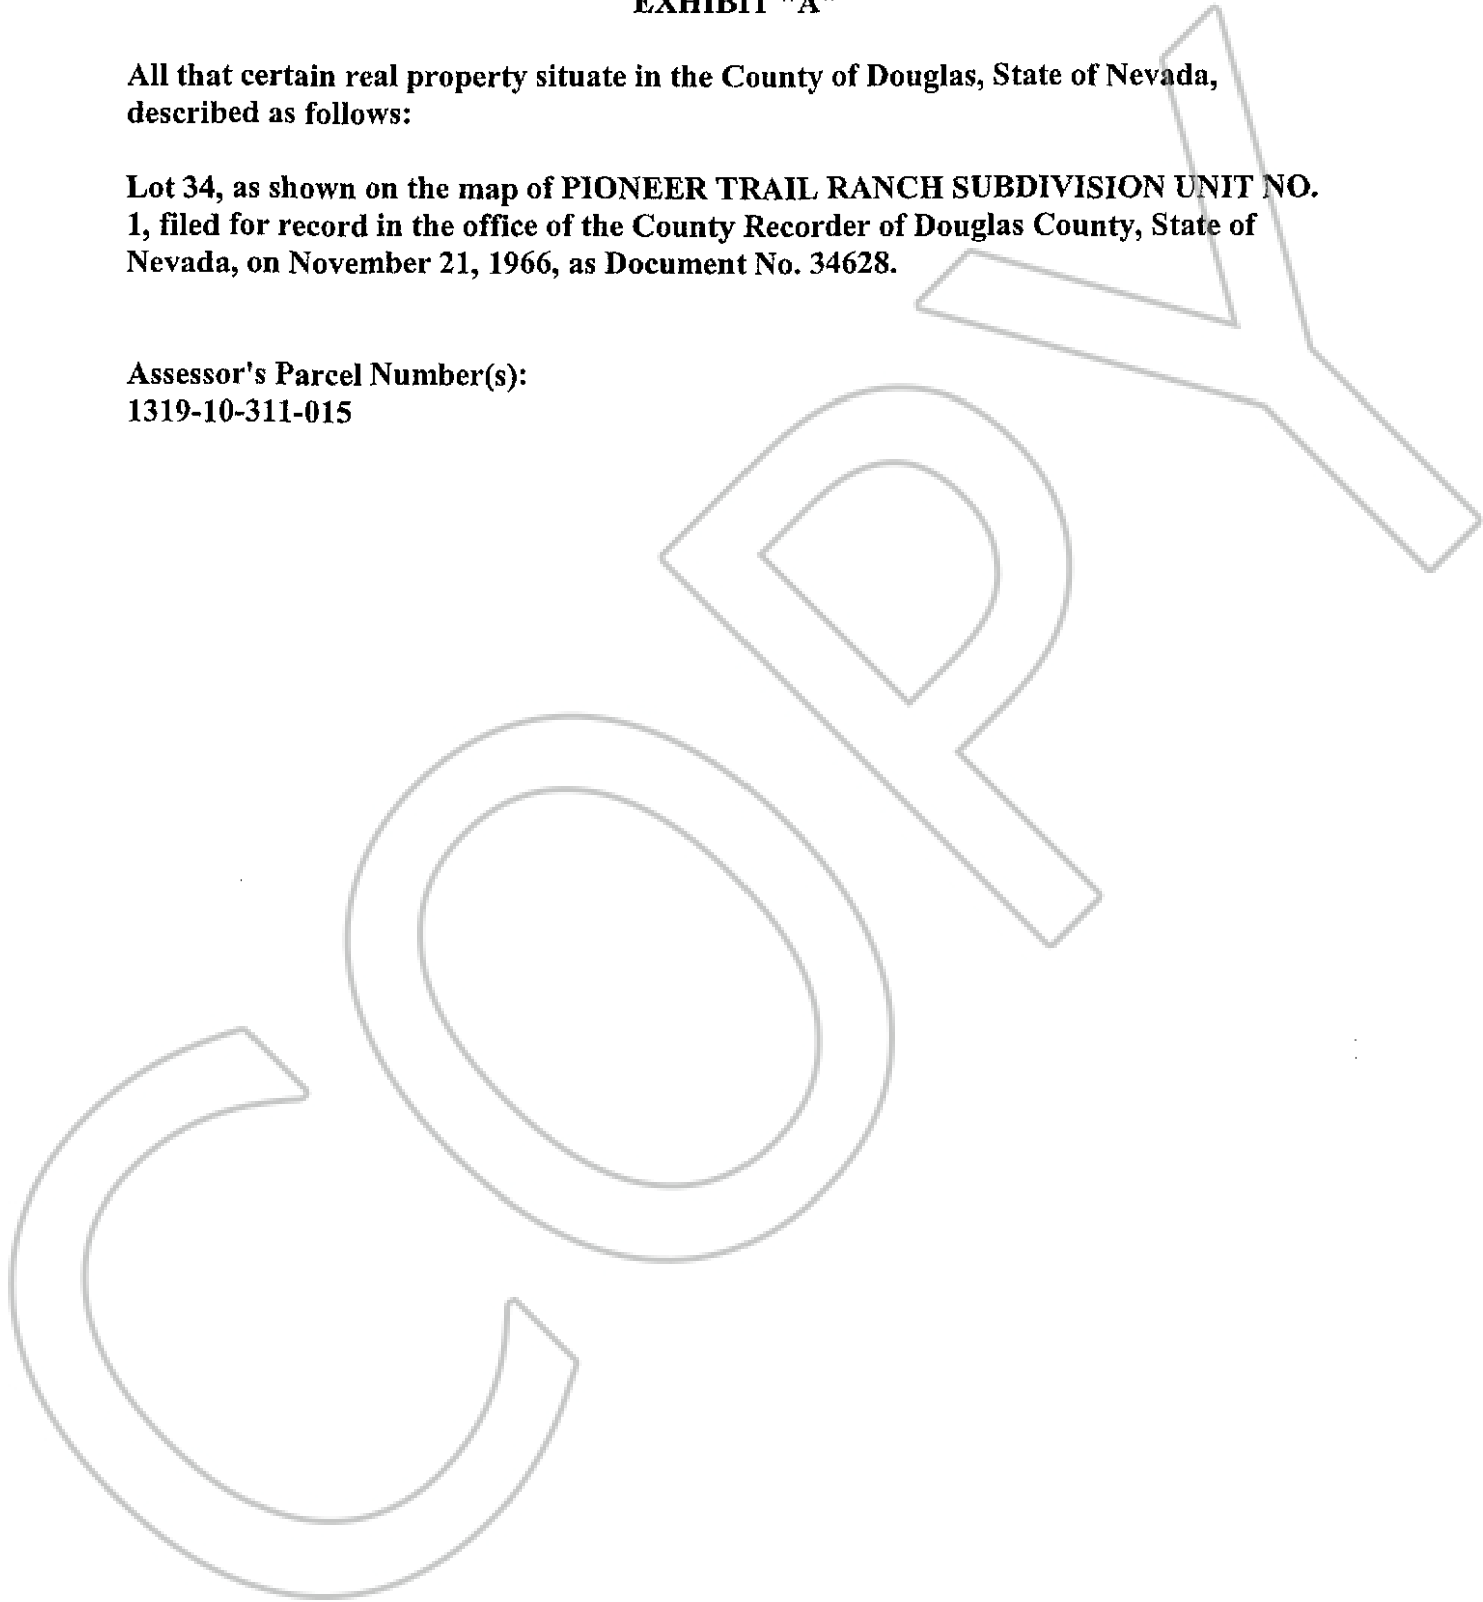 EXHIBIT "A"
All that certain real property situate in the County of Douglas, State of Nevada,
described as follows:
Lot 34, as shown on the map of PIONEER TRAIL RANCH SUBDIVISION UNIT NO.
1, filed for record in the office of the County Recorder of Douglas County, State of
Nevada, on November 21, 1966, as Document No. 34628.
Assessor's Parcel Number(s):
1319-10-311-015
COPY